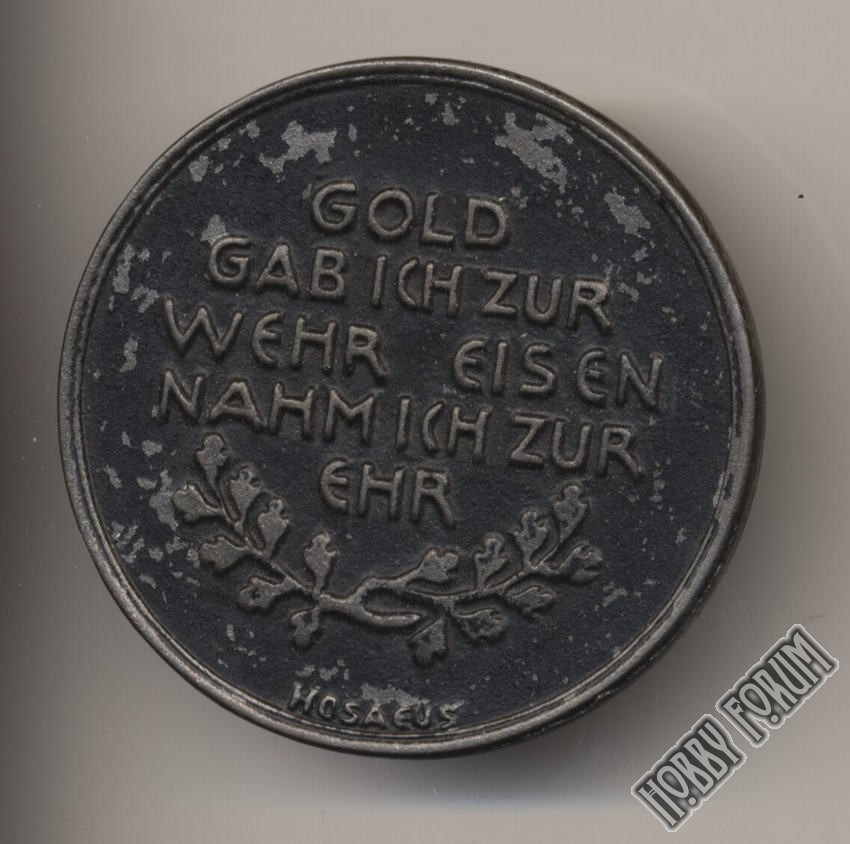 GOLD
GAB ICH ZUR
WEHR EISEN
NAHM ICH ZUR
EHR
HOSAEUS
HOBBY FORUM